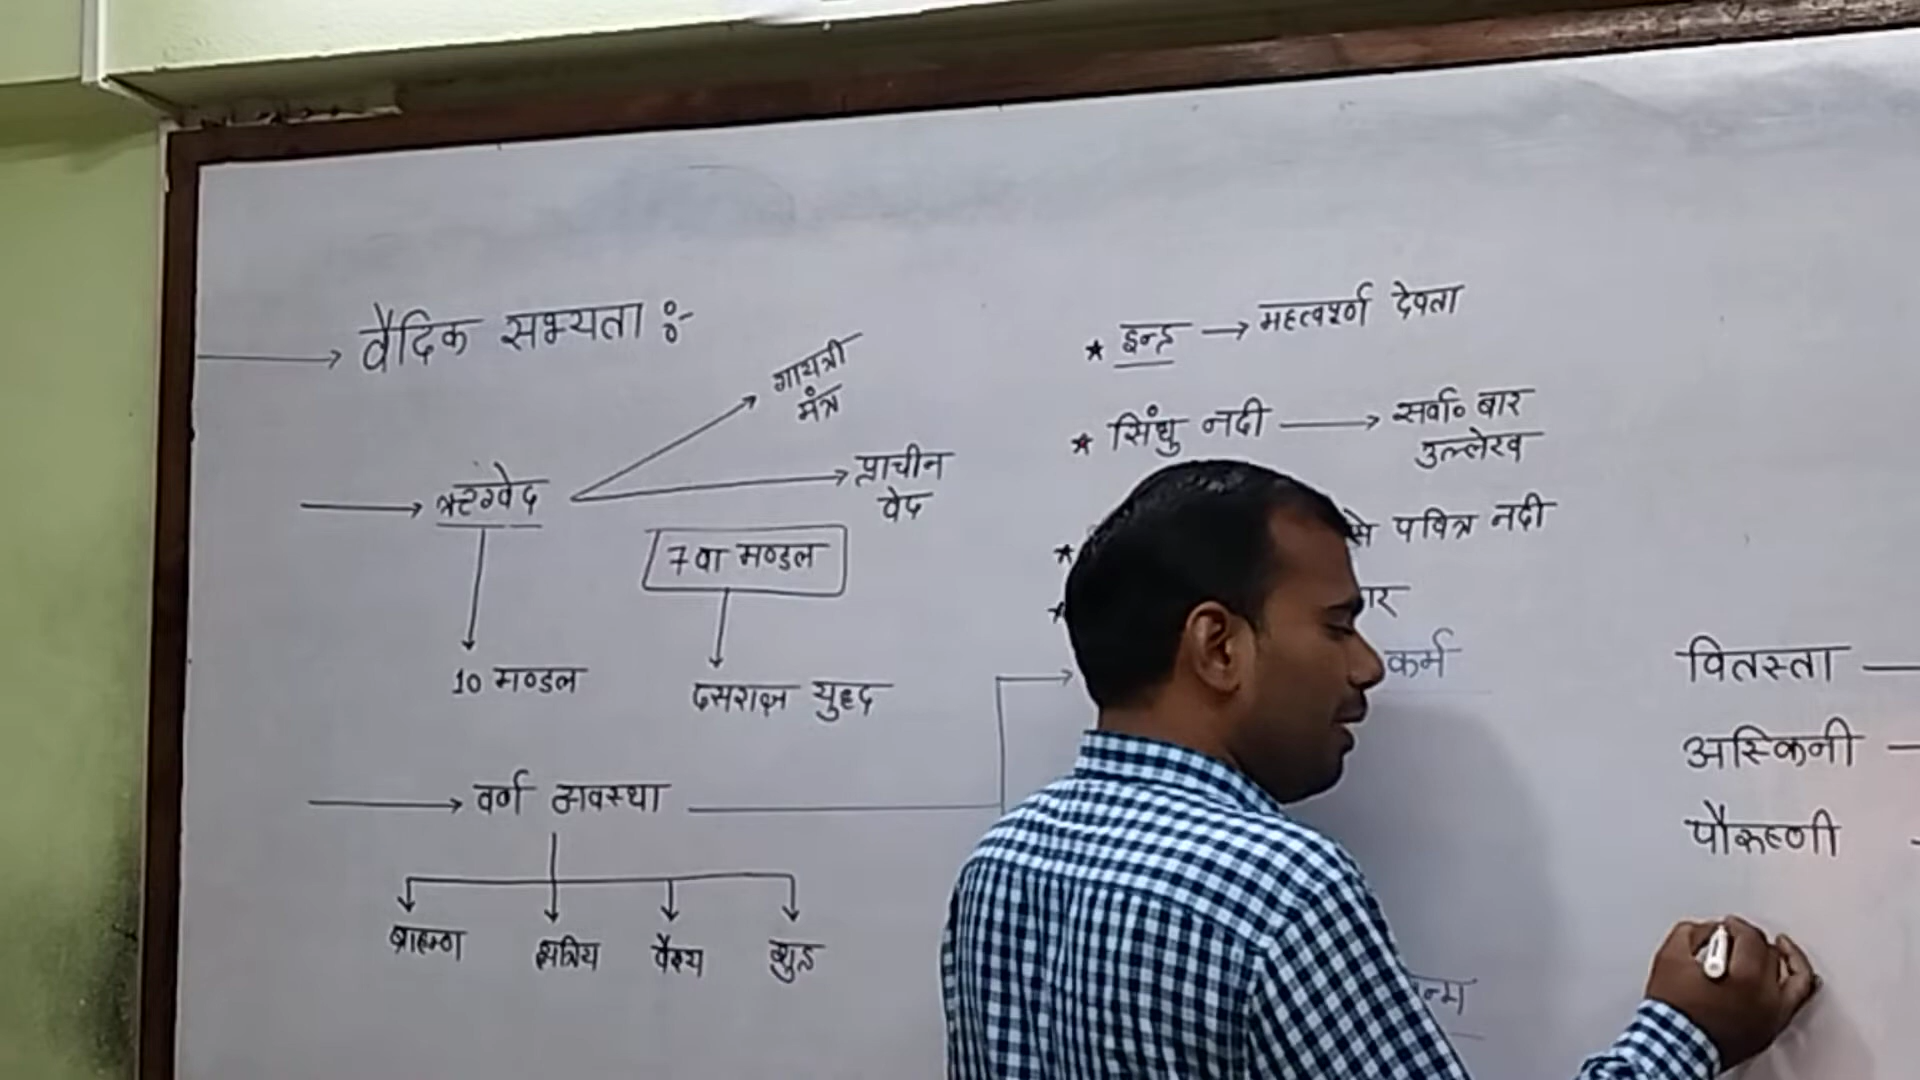 वैदिक सभ्यता :-
गायत्री
मंत्र
ऋग्वेद
प्राचीन
वेद
7 वा मण्डल
10 मण्डल
दसराज्ञ युद्ध
वर्ण व्यवस्था
ब्राह्मण क्षत्रिय वैश्य शुद्र
* इन्द्र → महत्वपूर्ण देवता
* सिंधु नदी → सर्वा० बार
उल्लेख
* से पवित्र नदी
*
कर्म
वितस्ता
अस्किनी
पौरूष्णी